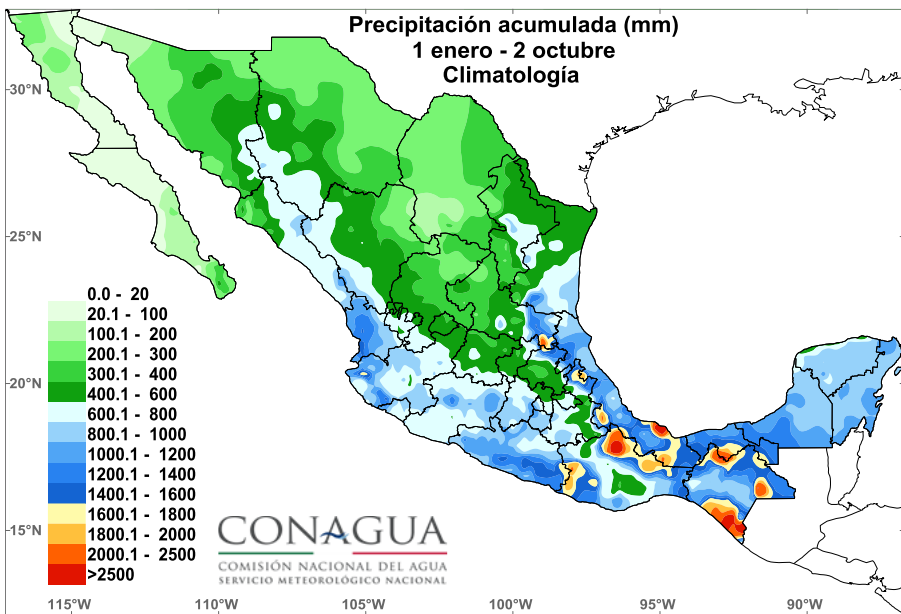 Precipitación acumulada (mm)
1 enero - 2 octubre
Climatología
30°N
25°N
20°N
15°N
0.0 - 20
20.1 - 100
100.1 - 200
200.1 - 300
300.1 - 400
400.1 - 600
600.1 - 800
800.1 - 1000
1000.1 - 1200
1200.1 - 1400
1400.1 - 1600
1600.1 - 1800
1800.1 - 2000
2000.1 - 2500
>2500
CONAGUA
COMISIÓN NACIONAL DEL AGUA
SERVICIO METEOROLÓGICO NACIONAL
115°W 110°W 105°W 100°W 95°W 90°W